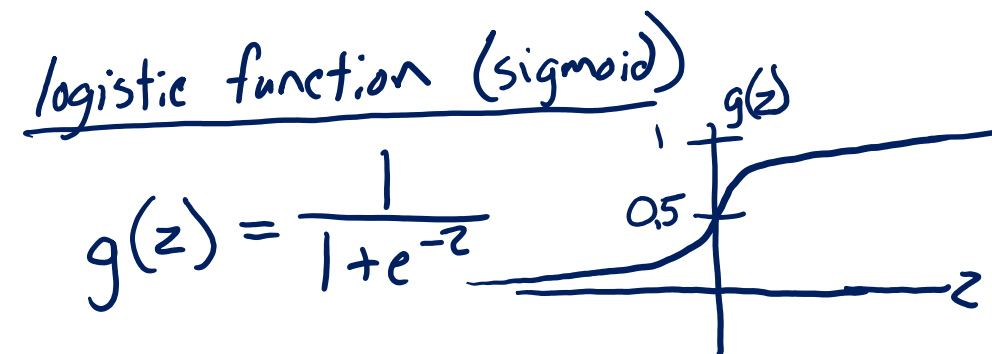 logistic function (sigmoid)
g(z)
1
g(z) = 1 / (1 + e^-z)
0,5
z